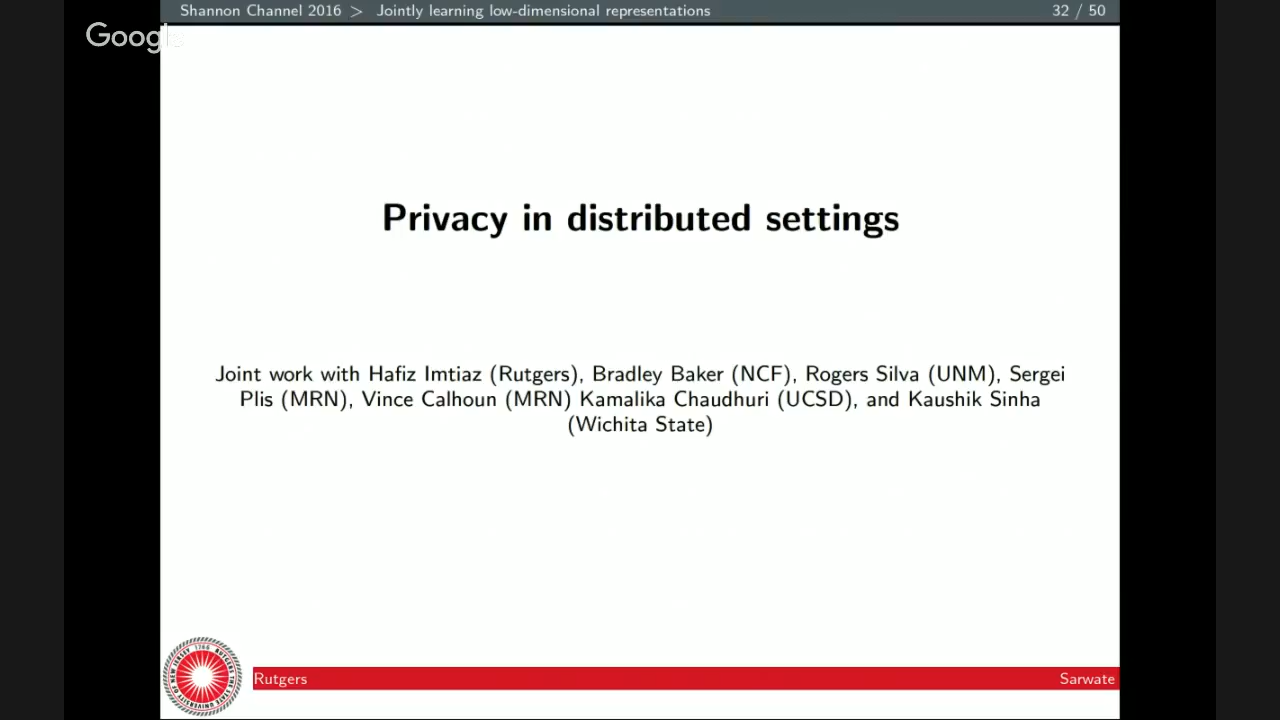 Shannon Channel 2016 > Jointly learning low-dimensional representations 32 / 50
Google
Privacy in distributed settings
Joint work with Hafiz Imtiaz (Rutgers), Bradley Baker (NCF), Rogers Silva (UNM), Sergei
Plis (MRN), Vince Calhoun (MRN) Kamalika Chaudhuri (UCSD), and Kaushik Sinha
(Wichita State)
Rutgers Sarwate